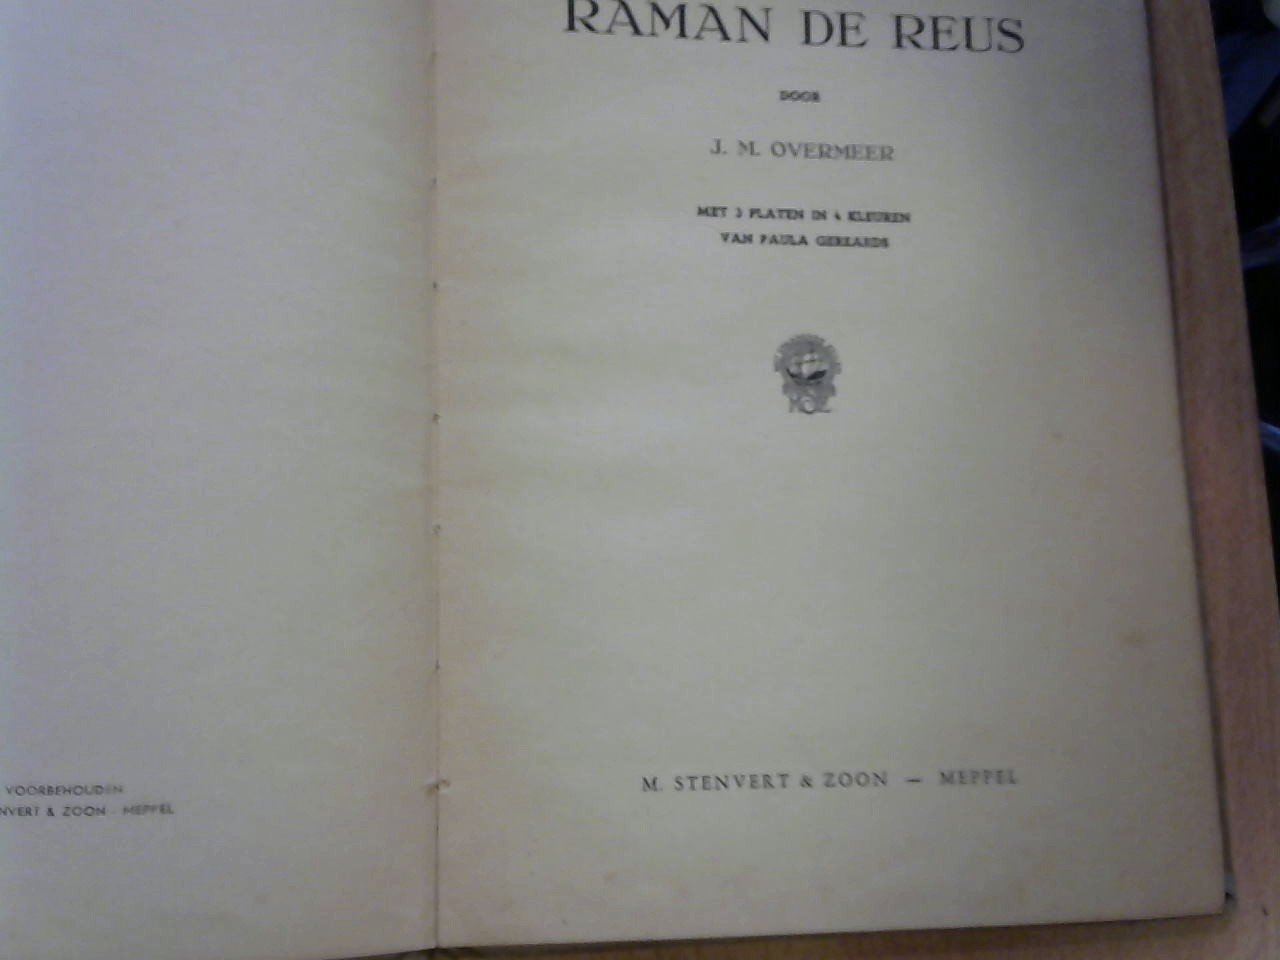 VOORBEHOUDEN
NVERT & ZOON - MEPPEL
RAMAN DE REUS
DOOR
J. M. OVERMEER
MET 3 PLATEN IN 4 KLEUREN
VAN PAULA GERLARDS
M. STENVERT & ZOON — MEPPEL